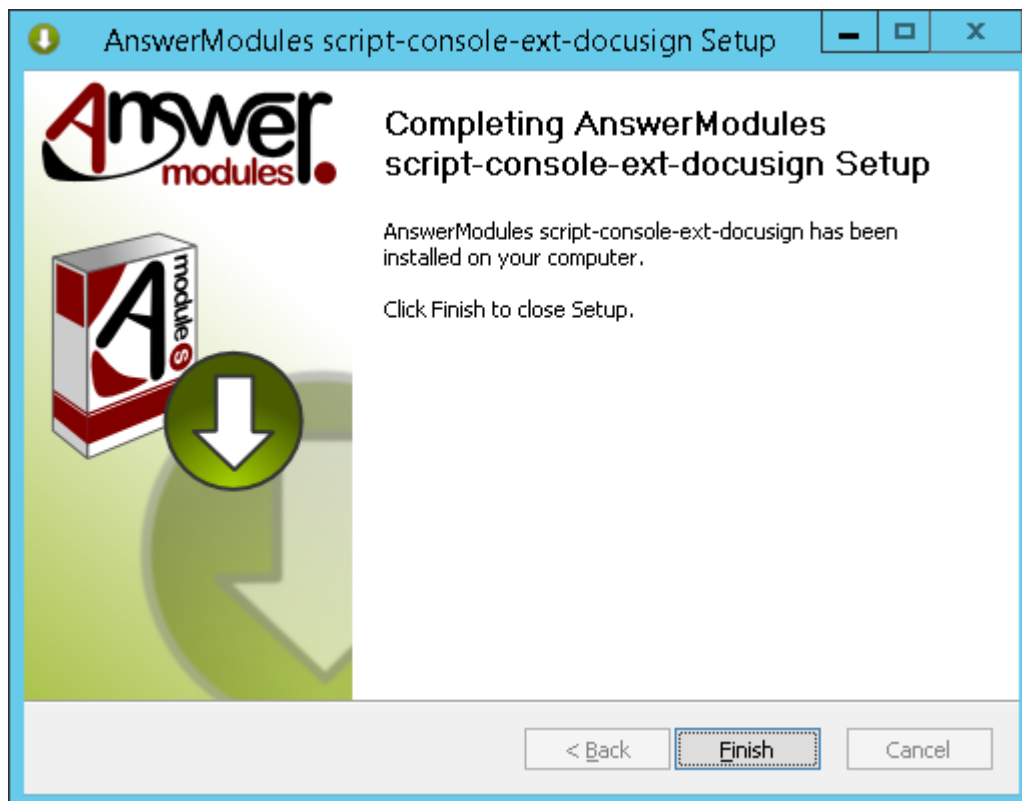 AnswerModules script-console-ext-docusign Setup
Answer
modules
Completing AnswerModules
script-console-ext-docusign Setup
AnswerModules script-console-ext-docusign has been
installed on your computer.
Click Finish to close Setup.
A
module s
< Back
Finish
Cancel